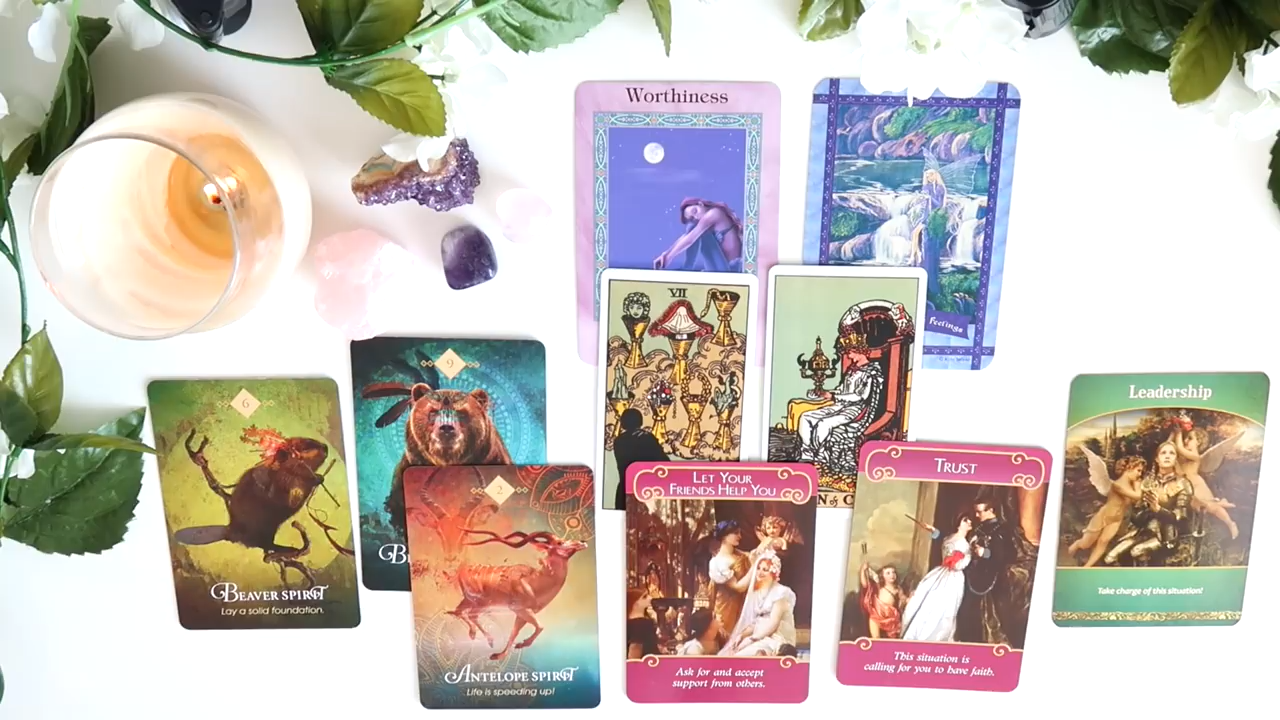 Worthiness
Feelings
VII
N of C
9
B
6
BEAVER SPIRIT
Lay a solid foundation.
2
ANTELOPE SPIRIT
Life is speeding up!
LET YOUR
FRIENDS HELP YOU
Ask for and accept
support from others.
TRUST
This situation is
calling for you to have faith.
Leadership
Take charge of this situation!